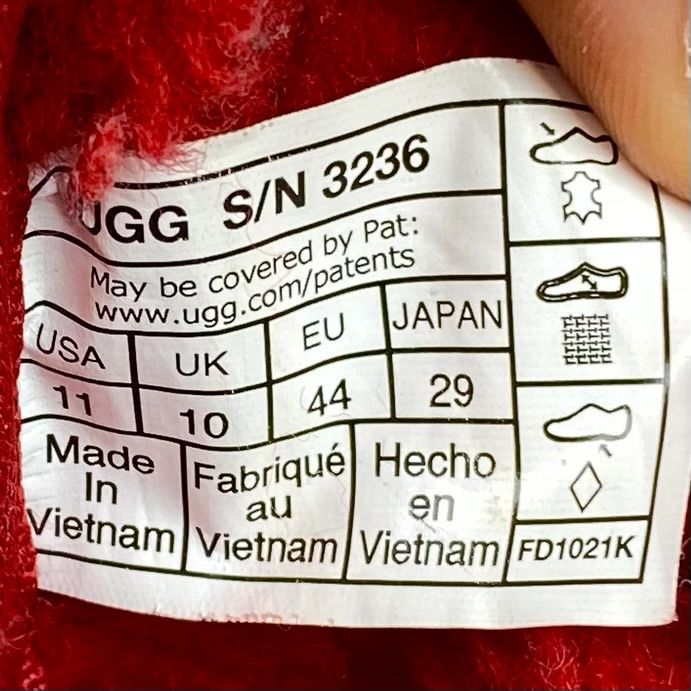 UGG S/N 3236
May be covered by Pat:
www.ugg.com/patents
USA UK EU JAPAN
11 10 44 29
Made In Vietnam
Fabriqué au Vietnam
Hecho en Vietnam
FD1021K